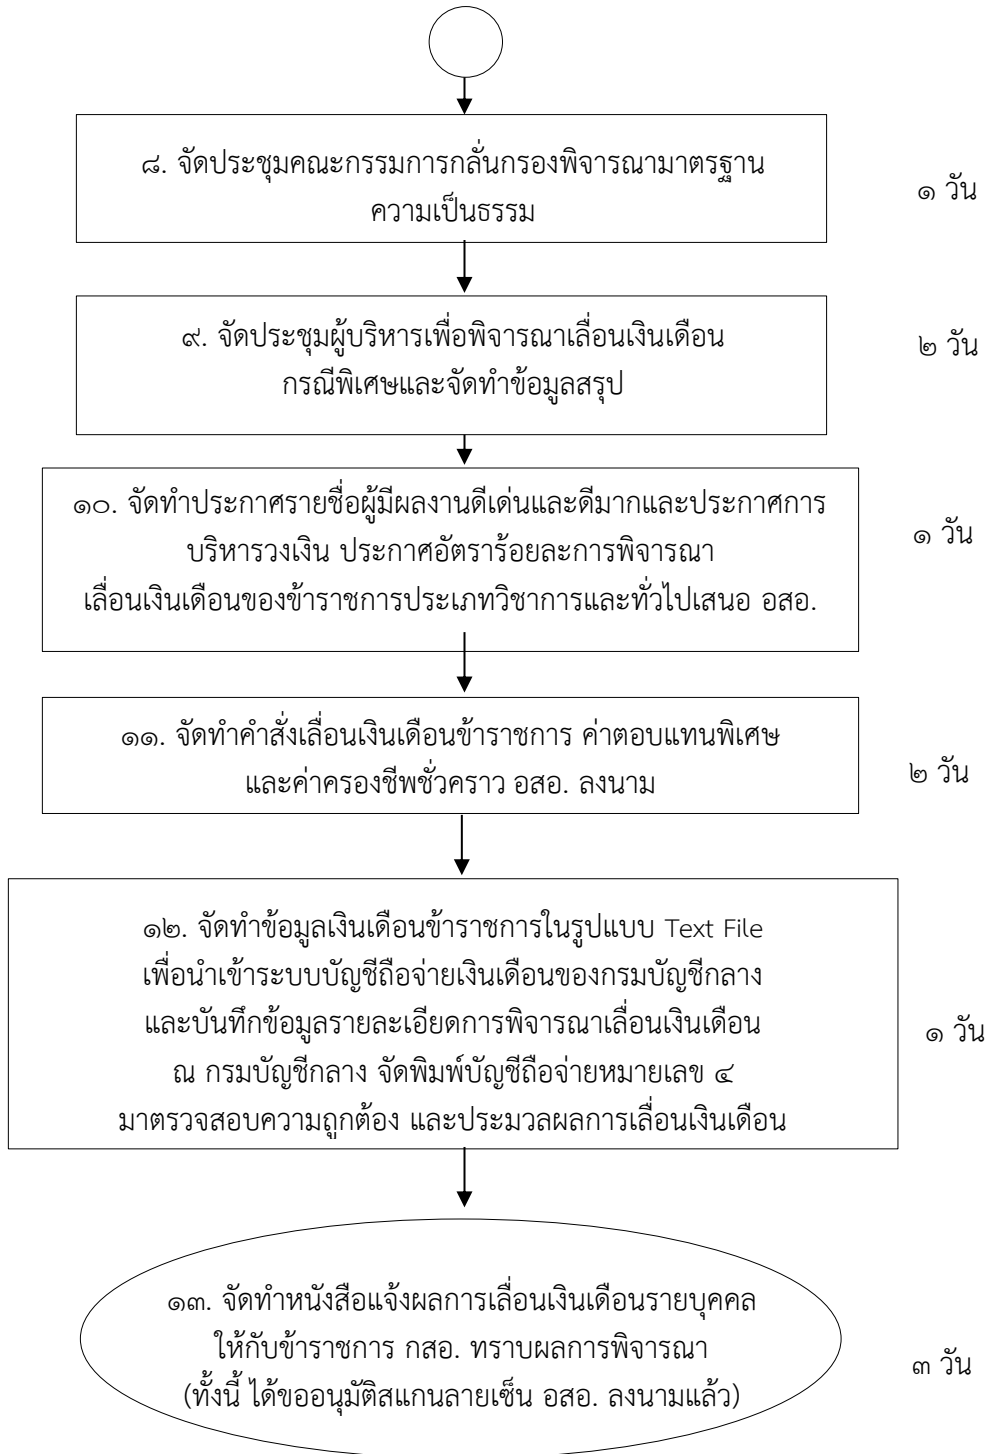 ๘. จัดประชุมคณะกรรมการกลั่นกรองพิจารณามาตรฐาน
ความเป็นธรรม
๑ วัน
๙. จัดประชุมผู้บริหารเพื่อพิจารณาเลื่อนเงินเดือน
กรณีพิเศษและจัดทำข้อมูลสรุป
๒ วัน
๑๐. จัดทำประกาศรายชื่อผู้มีผลงานดีเด่นและดีมากและประกาศการ
บริหารวงเงิน ประกาศอัตราร้อยละการพิจารณา
เลื่อนเงินเดือนของข้าราชการประเภทวิชาการและทั่วไปเสนอ อสอ.
๑ วัน
๑๑. จัดทำคำสั่งเลื่อนเงินเดือนข้าราชการ ค่าตอบแทนพิเศษ
และค่าครองชีพชั่วคราว อสอ. ลงนาม
๒ วัน
๑๒. จัดทำข้อมูลเงินเดือนข้าราชการในรูปแบบ Text File
เพื่อนำเข้าระบบบัญชีถือจ่ายเงินเดือนของกรมบัญชีกลาง
และบันทึกข้อมูลรายละเอียดการพิจารณาเลื่อนเงินเดือน
ณ กรมบัญชีกลาง จัดพิมพ์บัญชีถือจ่ายหมายเลข ๔
มาตรวจสอบความถูกต้อง และประมวลผลการเลื่อนเงินเดือน
๑ วัน
๑๓. จัดทำหนังสือแจ้งผลการเลื่อนเงินเดือนรายบุคคล
ให้กับข้าราชการ กสอ. ทราบผลการพิจารณา
(ทั้งนี้ ได้ขออนุมัติสแกนลายเซ็น อสอ. ลงนามแล้ว)
๓ วัน